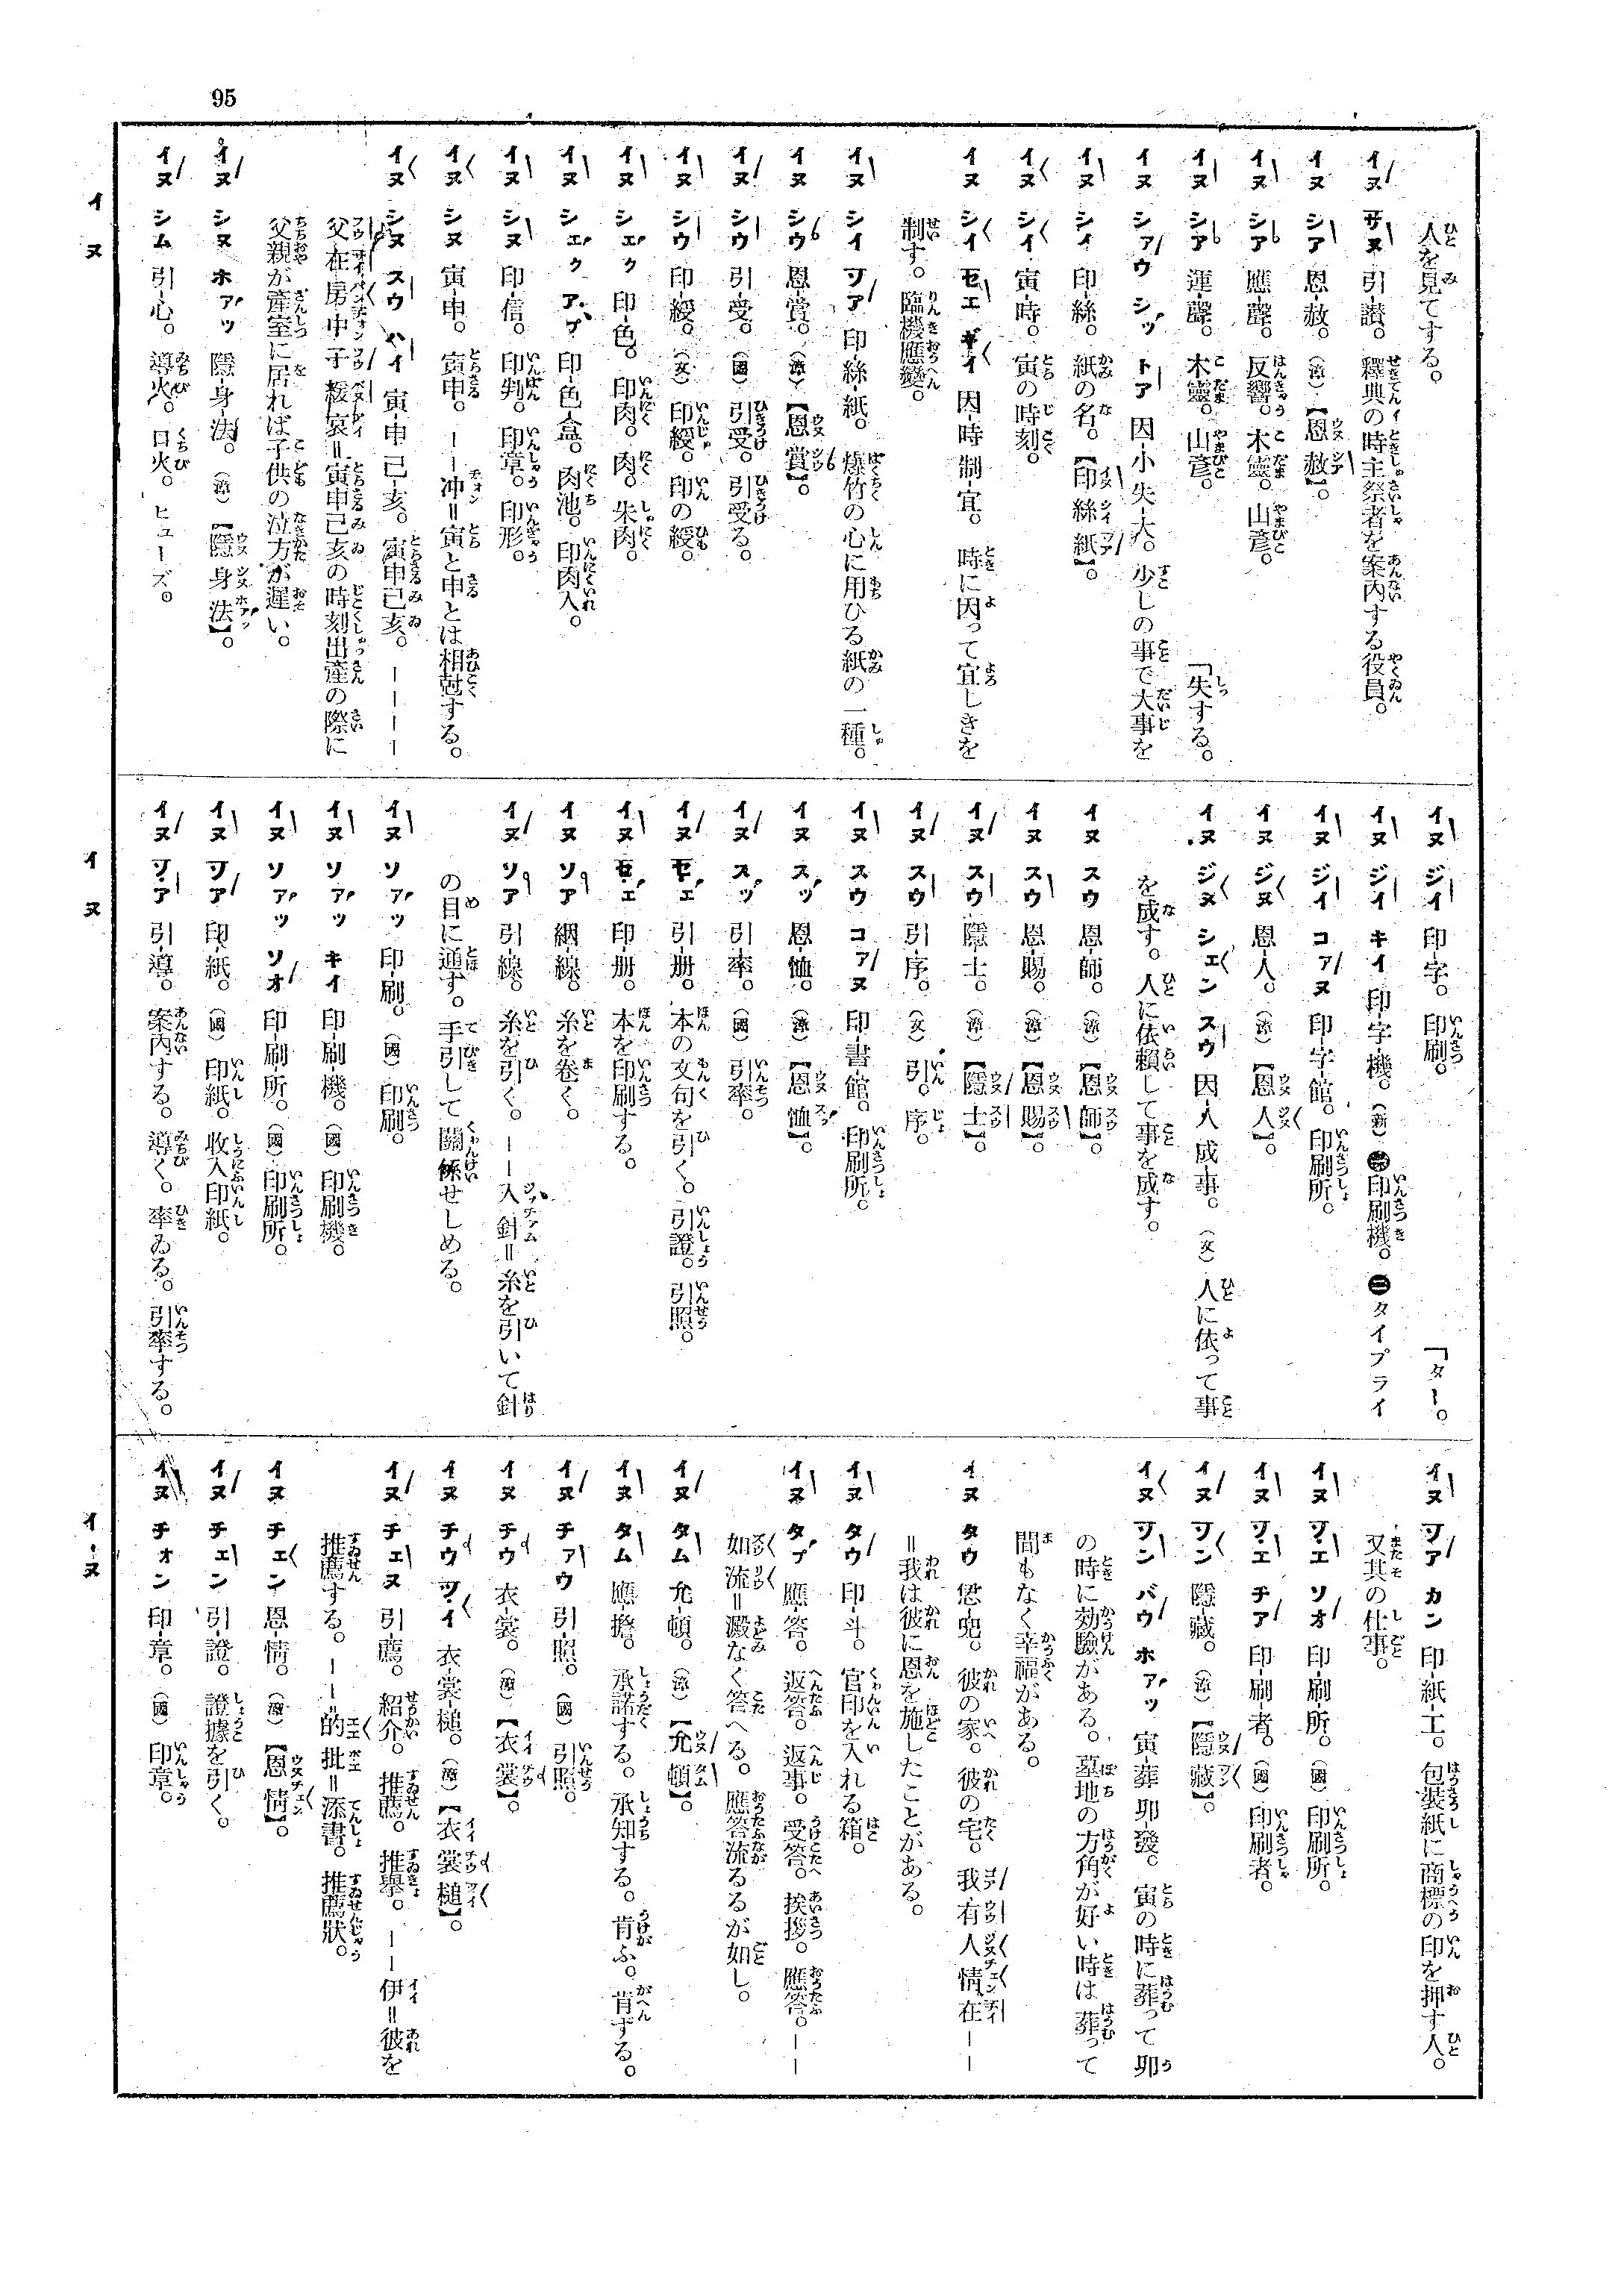 95
人を見てする。
イヌ サヌ 引-讃。釋典の時主祭者を案内する役員。
イヌ シア 恩-赦。(漳)【恩赦】。
イヌ シア 應-聲。反響。木靈。山彦。
イヌ シア 運-聲。木靈。山彦。
「失する。
イヌ シアウ シッ トア 因-小失-大。少しの事で大事を
イヌ シイ 印-絲。紙の名。【印絲紙】。
イヌ シイ 寅-時。寅の時刻。
イヌ シイ セエ ギイ 因-時制-宜。時に因って宜しきを
制す。臨機應變。
イヌ シイ ツア 印-絲-紙。爆竹の心に用ひる紙の一種。
イヌ シウ 恩-賞。(漳)【恩賞】。
イヌ シウ 引-受。(國)引受。引受る。
イヌ シウ 印-綬。(文)印綬。印の綬。
イヌ シェク 印-色。印肉。肉。朱肉。
イヌ シェク アプ 印-色-盒。肉池。印肉入。
イヌ シヌ 印-信。印判。印章。印形。
イヌ シヌ 寅-申。寅申。ーー冲=寅と申とは相尅する。
イヌ シヌ スウ ハイ 寅-申-己-亥。寅申己亥。ーーーー
父-在-房-中子緩哀=寅申己亥の時刻出產の際に
父親が產室に居れば子供の泣方が遲い。
イヌ シヌ ホアッ 隱-身-法。(漳)【隱身法】。
イヌ シム 引-心。導火。口火。ヒューズ。
イヌ ジイ 印-字。印刷。
「ター。
イヌ ジイ キイ 印-字-機。(新)㊀印刷機。㊁タイプライ
イヌ ジイ コアヌ 印-字-館。印刷所。
イヌ ジヌ 恩-人。(漳)【恩人】。
イヌ ジヌ シェン スウ 因-人成-事。(文)人に依って事
を成す。人に依賴して事を成す。
イヌ スウ 恩-師。(漳)【恩師】。
イヌ スウ 恩-賜。(漳)【恩賜】。
イヌ スウ 隱-士。(漳)【隱士】。
イヌ スウ 引-序。(文)引。序。
イヌ スウ コアヌ 印-書-館。印刷所。
イヌ スッ 恩-恤。(漳)【恩恤】。
イヌ スッ 引-率。(國)引率。
イヌ セェ 引-册。本の文句を引く。引證。引照。
イヌ セェ 印-册。本を印刷する。
イヌ ソア 絪-線。糸を卷く。
イヌ ソア 引-線。糸を引く。ーー入針=糸を引いて針
の目に通す。手引して關係せしめる。
イヌ ソアッ 印-刷。(國)印刷。
イヌ ソアッ キイ 印-刷-機。(國)印刷機。
イヌ ソアッ ソオ 印-刷-所。(國)印刷所。
イヌ ツア 印-紙。(國)印紙。收入印紙。
イヌ ツア 引-導。案内する。導く。率ゐる。引率する。
イヌ ツア カン 印-紙-工。包裝紙に商標の印を押す人。
又其の仕事。
イヌ ツエ ソオ 印-刷-所。(國)印刷所。
イヌ ツエ チア 印-刷-者。(國)印刷者。
イヌ ツン 隱-藏。(漳)【隱藏】。
イヌ ツン バウ ホアッ 寅-葬卯-發。寅の時に葬って卯
の時に効驗がある。墓地の方角が好い時は葬って
間もなく幸福がある。
イヌ タウ 恁-兜。彼の家。彼の宅。我有人情在ーー
=我は彼に恩を施したことがある。
イヌ タウ 印-斗。官印を入れる箱。
イヌ タプ 應-答。返答。返事。受答。挨拶。應答。ーー
如流=澱なく答へる。應答流るるが如し。
イヌ タム 允-頓。(漳)【允頓】。
イヌ タム 應-擔。承諾する。承知する。肯ふ。肯ずる。
イヌ チアウ 引-照。(國)引照。
イヌ チウ 衣-裳。(漳)【衣裳】。
イヌ チウ ツイ 衣-裳-槌。(漳)【衣裳槌】。
イヌ チェヌ 引-薦。紹介。推薦。推擧。ーー伊=彼を
推薦する。ーー的批=添書。推薦狀。
イヌ チェン 恩-情。(漳)【恩情】。
イヌ チェン 引-證。證據を引く。
イヌ チォン 印-章。(國)印章。
イ ヌ
イ ヌ
イ ヌ